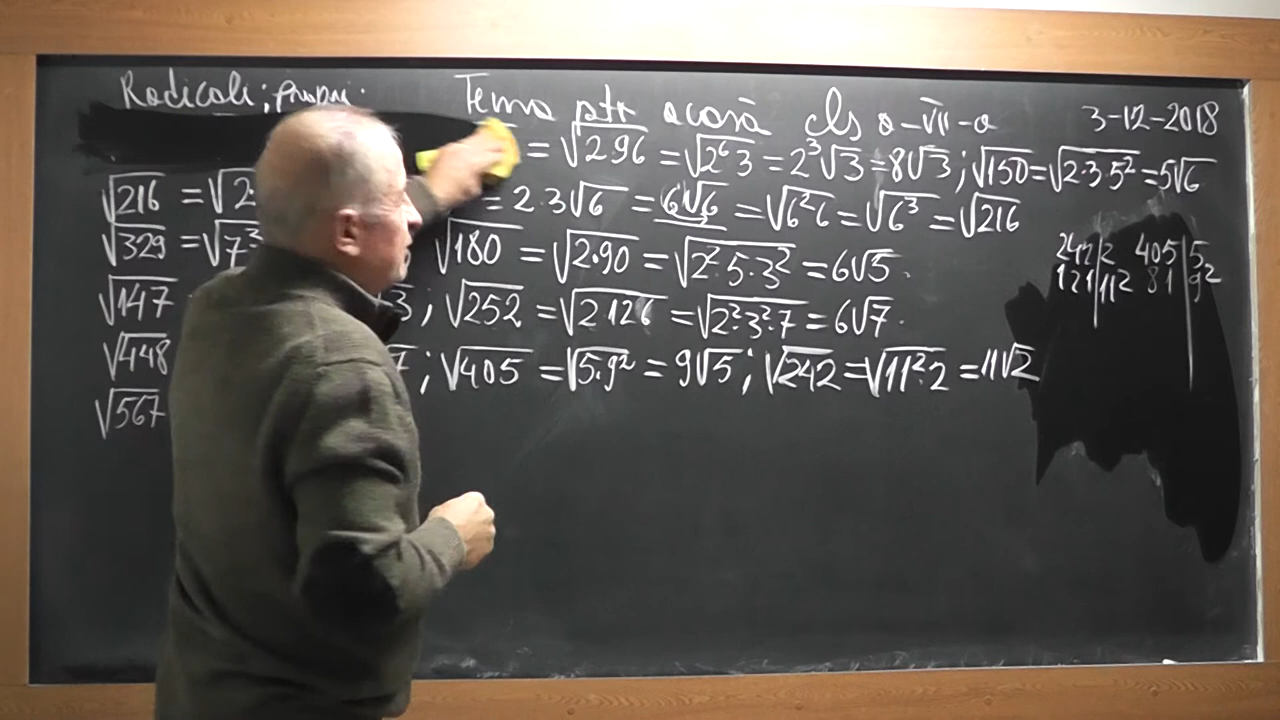 Radicali; propr. Tema ptr acasă cls a-VII-a 3-12-2018
= √2·96 = √2⁶3 = 2³√3 = 8√3; √150 = √2·3·5² = 5√6
√216 = √2· = 2·3√6 = 6√6 = √6²6 = √6³ = √216
√329 = √7³ √180 = √2·90 = √2²·5·3² = 6√5.
√147 3; √252 = √2·126 = √2²·3²·7 = 6√7.
√448 7; √405 = √5·9² = 9√5; √242 = √11²·2 = 11√2
√567
242|2 405|5
121|11² 81|9²